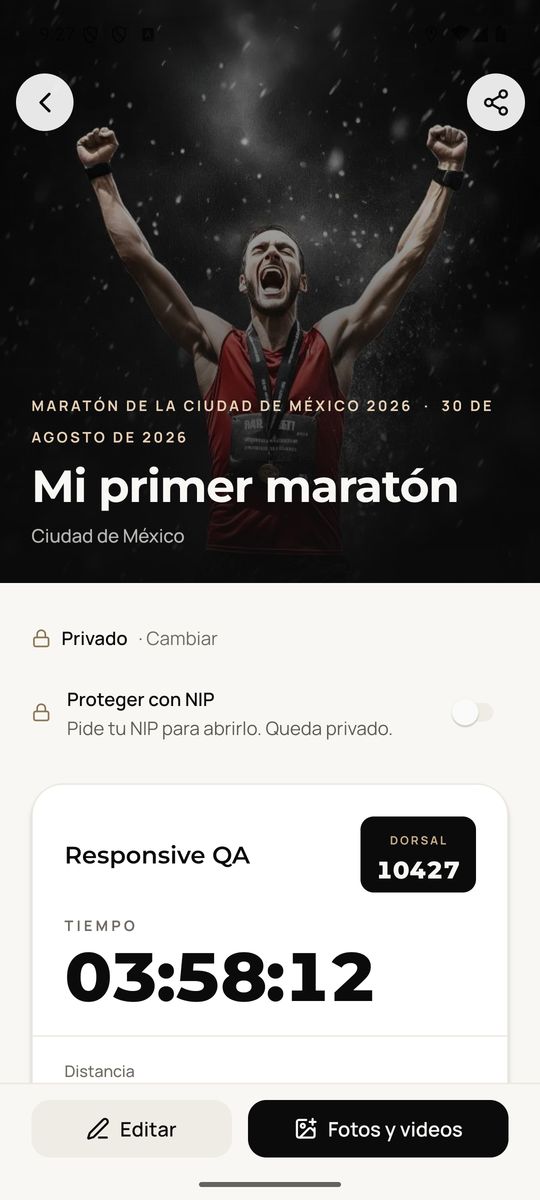 9:27
MARATÓN DE LA CIUDAD DE MÉXICO 2026 · 30 DE
AGOSTO DE 2026
Mi primer maratón
Ciudad de México
Privado · Cambiar
Proteger con NIP
Pide tu NIP para abrirlo. Queda privado.
Responsive QA
DORSAL
10427
TIEMPO
03:58:12
Distancia
Editar
Fotos y videos